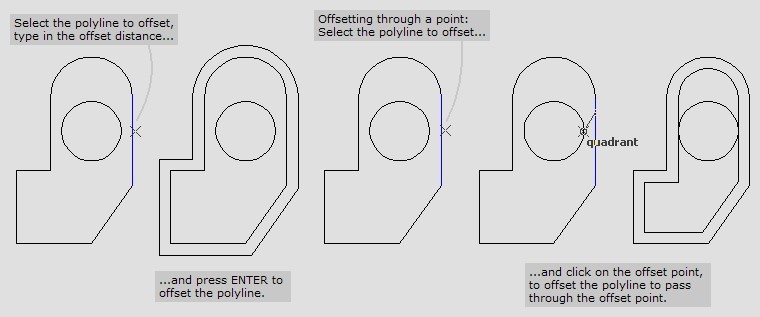 Select the polyline to offset,
type in the offset distance...
...and press ENTER to
offset the polyline.
Offsetting through a point:
Select the polyline to offset...
quadrant
...and click on the offset point,
to offset the polyline to pass
through the offset point.